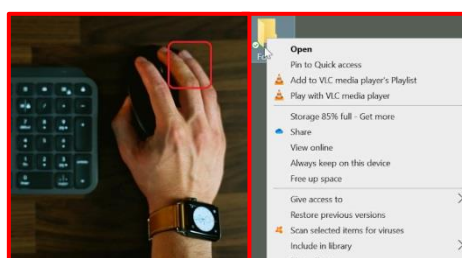 Open
Pin to Quick access
Add to VLC media player's Playlist
Play with VLC media player
Storage 85% full - Get more
Share
View online
Always keep on this device
Free up space
Give access to
Restore previous versions
Scan selected items for viruses
Include in library